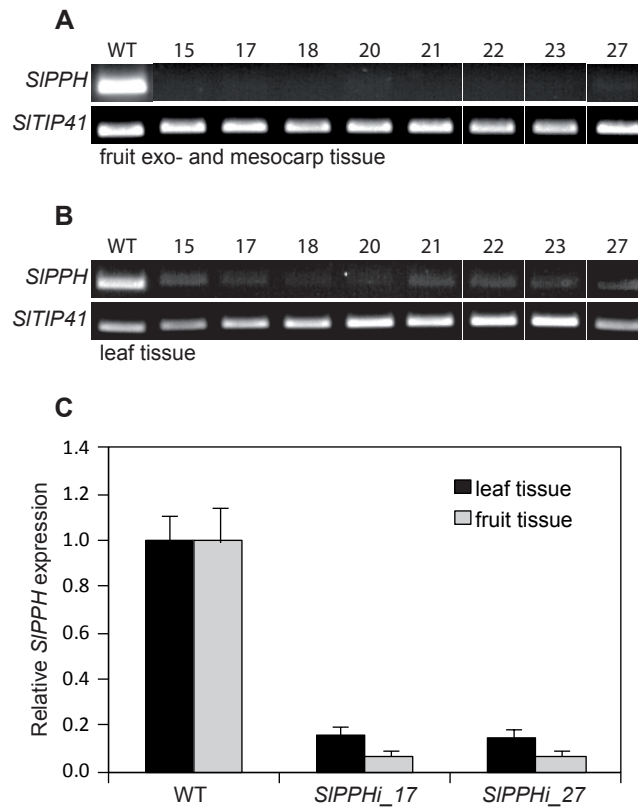 A
WT 15 17 18 20 21 22 23 27
SlPPH
SlTIP41
fruit exo- and mesocarp tissue
B
WT 15 17 18 20 21 22 23 27
SlPPH
SlTIP41
leaf tissue
C
1.4
1.2
1.0
0.8
0.6
0.4
0.2
0.0
Relative SlPPH expression
leaf tissue
fruit tissue
WT SlPPHi_17 SlPPHi_27